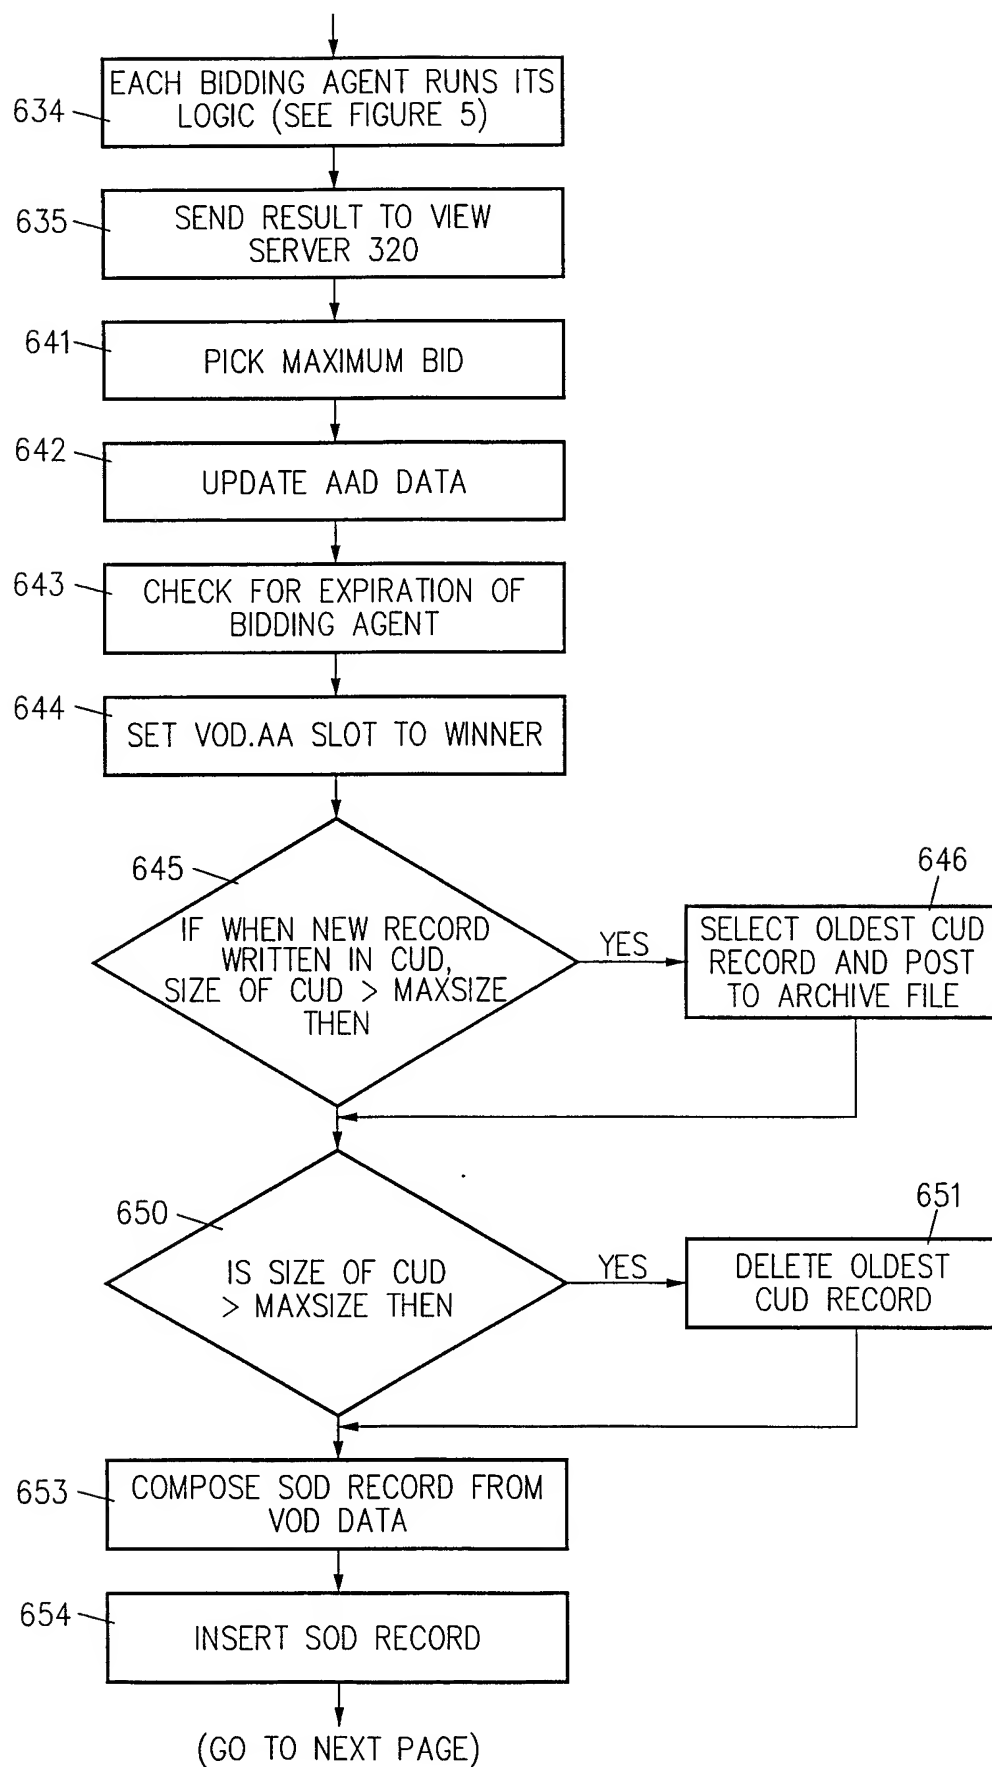 634
EACH BIDDING AGENT RUNS ITS
LOGIC (SEE FIGURE 5)
635
SEND RESULT TO VIEW
SERVER 320
641
PICK MAXIMUM BID
642
UPDATE AAD DATA
643
CHECK FOR EXPIRATION OF
BIDDING AGENT
644
SET VOD.AA SLOT TO WINNER
645
IF WHEN NEW RECORD
WRITTEN IN CUD,
SIZE OF CUD > MAXSIZE
THEN
YES
646
SELECT OLDEST CUD
RECORD AND POST
TO ARCHIVE FILE
650
IS SIZE OF CUD
> MAXSIZE THEN
YES
651
DELETE OLDEST
CUD RECORD
653
COMPOSE SOD RECORD FROM
VOD DATA
654
INSERT SOD RECORD
(GO TO NEXT PAGE)